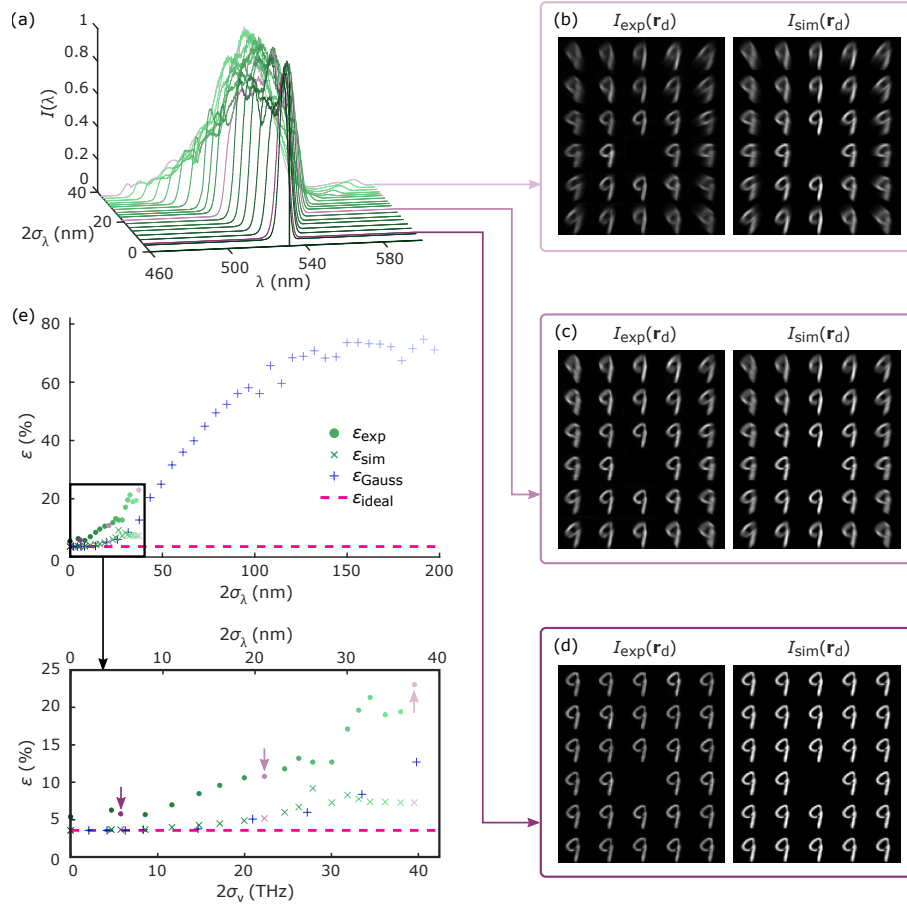 (a)
1
0.8
0.6
0.4
0.2
0
I(λ)
40
20
0
2σλ (nm)
460
500
540
580
λ (nm)
(b)
Iexp(rd)
Isim(rd)
(c)
Iexp(rd)
Isim(rd)
(d)
Iexp(rd)
Isim(rd)
(e)
80
60
40
20
0
ε (%)
εexp
εsim
εGauss
εideal
0 50 100 150 200
2σλ (nm)
2σλ (nm)
0 10 20 30 40
25
20
15
10
5
0
ε (%)
0 10 20 30 40
2σν (THz)